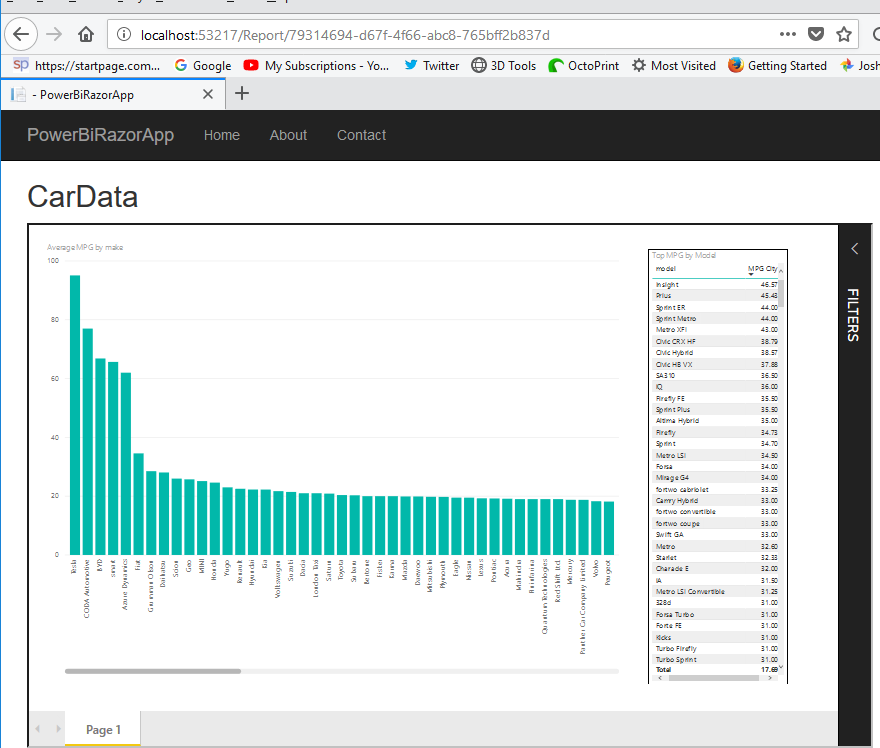 localhost:53217/Report/79314694-d67f-4f66-abc8-765bff2b837d
https://startpage.com... Google My Subscriptions - Yo... Twitter 3D Tools OctoPrint Most Visited Getting Started Josh
- PowerBiRazorApp
PowerBiRazorApp Home About Contact
CarData
Average MPG by make
100
80
60
40
20
0
Tesla
CODA Automotive
BYD
smart
Azure Dynamics
Fiat
Grumman Olson
Daihatsu
Scion
Geo
MINI
Honda
Yugo
Renault
Hyundai
Kia
Volkswagen
Suzuki
Dacia
London Taxi
Saturn
Toyota
Subaru
Bertone
Fisker
Karma
Mazda
Daewoo
Mitsubishi
Plymouth
Eagle
Nissan
Lexus
Pontiac
Acura
Mahindra
Pininfarina
Quantum Technologies
Red Shift Ltd.
Mercury
Panther Car Company Limited
Volvo
Peugeot
Top MPG by Model
model MPG City
Insight 46.57
Prius 45.43
Sprint ER 44.00
Sprint Metro 44.00
Metro XFI 43.00
Civic CRX HF 38.79
Civic Hybrid 38.57
Civic HB VX 37.88
SA310 36.50
iQ 36.00
Firefly FE 35.50
Sprint Plus 35.50
Altima Hybrid 35.00
Firefly 34.73
Sprint 34.70
Metro LSI 34.50
Forsa 34.00
Mirage G4 34.00
fortwo cabriolet 33.25
Camry Hybrid 33.00
fortwo convertible 33.00
fortwo coupe 33.00
Swift GA 33.00
Metro 32.60
Starlet 32.33
Charade E 32.00
iA 31.50
Metro LSI Convertible 31.25
328d 31.00
Forsa Turbo 31.00
Forte FE 31.00
Kicks 31.00
Turbo Firefly 31.00
Turbo Sprint 31.00
Total 17.69
FILTERS
Page 1